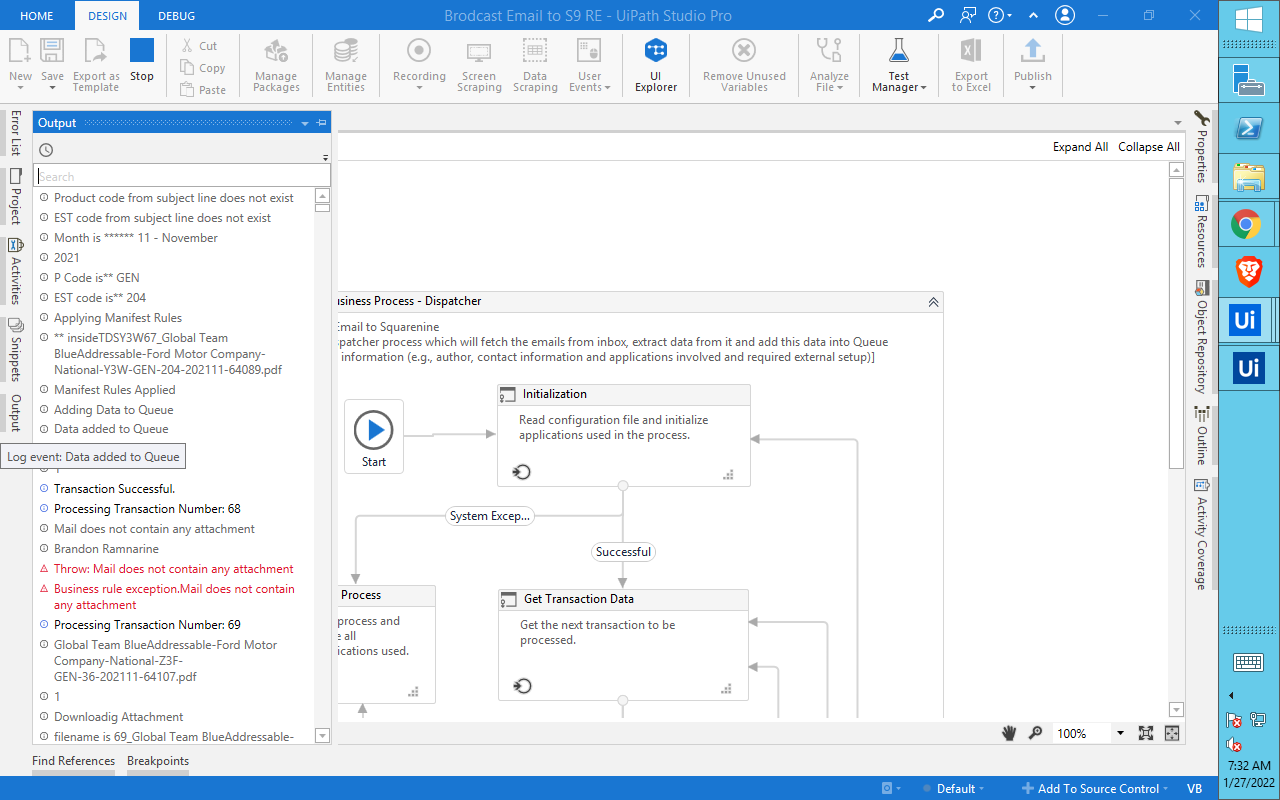 HOME
DESIGN
DEBUG
Brodcast Email to S9 RE - UiPath Studio Pro
New
Save
Export as
Template
Stop
Cut
Copy
Paste
Manage
Packages
Manage
Entities
Recording
Screen
Scraping
Data
Scraping
User
Events
UI
Explorer
Remove Unused
Variables
Analyze
File
Test
Manager
Export
to Excel
Publish
Error List
Project
Activities
Snippets
Output
Output
Search
Product code from subject line does not exist
EST code from subject line does not exist
Month is ****** 11 - November
2021
P Code is** GEN
EST code is** 204
Applying Manifest Rules
** insideTDSY3W67_Global Team
BlueAddressable-Ford Motor Company-
National-Y3W-GEN-204-202111-64089.pdf
Manifest Rules Applied
Adding Data to Queue
Data added to Queue
Log event: Data added to Queue
1
Transaction Successful.
Processing Transaction Number: 68
Mail does not contain any attachment
Brandon Ramnarine
Throw: Mail does not contain any attachment
Business rule exception.Mail does not contain
any attachment
Processing Transaction Number: 69
Global Team BlueAddressable-Ford Motor
Company-National-Z3F-
GEN-36-202111-64107.pdf
1
Downloadig Attachment
filename is 69_Global Team BlueAddressable-
Find References
Breakpoints
Expand All
Collapse All
usiness Process - Dispatcher
Email to Squarenine
patcher process which will fetch the emails from inbox, extract data from it and add this data into Queue
information (e.g., author, contact information and applications involved and required external setup)]
Start
Initialization
Read configuration file and initialize
applications used in the process.
System Excep...
Successful
Process
process and
e all
ications used.
Get Transaction Data
Get the next transaction to be
processed.
100%
Properties
Resources
Object Repository
Outline
Activity Coverage
Default
Add To Source Control
VB
Ui
Ui
7:32 AM
1/27/2022